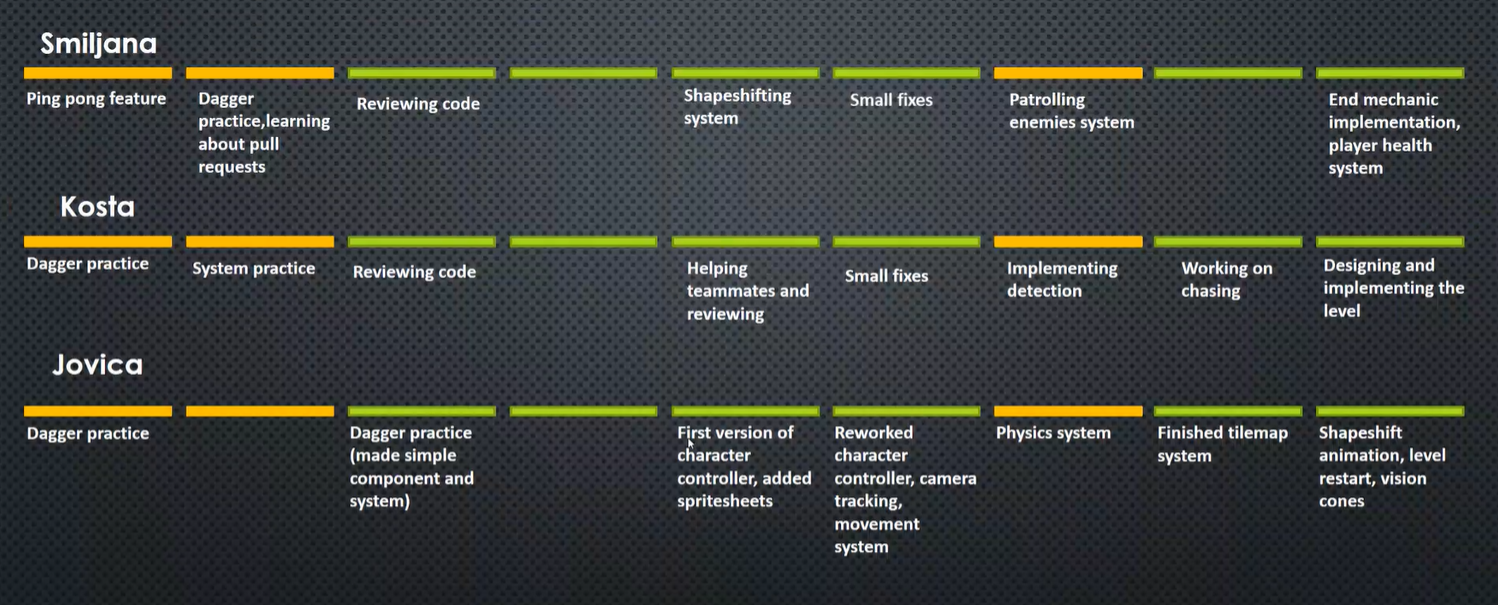 Smiljana
Ping pong feature
Dagger
practice,learning
about pull
requests
Reviewing code
Shapeshifting
system
Small fixes
Patrolling
enemies system
End mechanic
implementation,
player health
system
Kosta
Dagger practice
System practice
Reviewing code
Helping
teammates and
reviewing
Small fixes
Implementing
detection
Working on
chasing
Designing and
implementing the
level
Jovica
Dagger practice
Dagger practice
(made simple
component and
system)
First version of
character
controller, added
spritesheets
Reworked
character
controller, camera
tracking,
movement
system
Physics system
Finished tilemap
system
Shapeshift
animation, level
restart, vision
cones